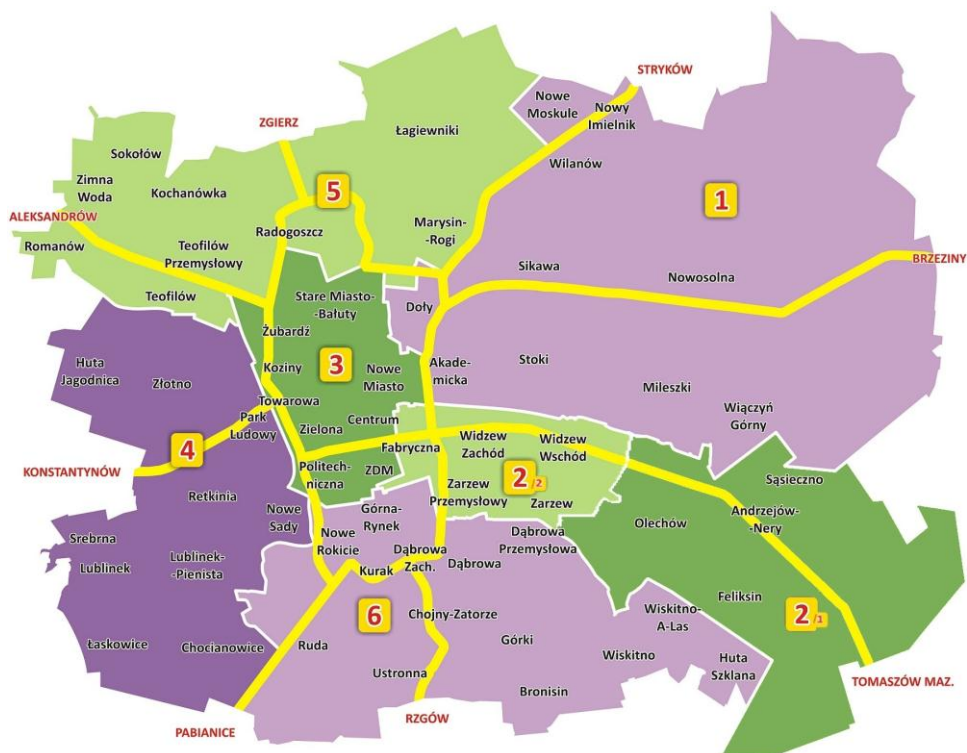 STRYKÓW
Nowe
Moskule
Nowy
Imielnik
ZGIERZ
Łagiewniki
Sokołów
Wilanów
Zimna
Woda
Kochanówka
5
1
ALEKSANDRÓW
Romanów
Radogoszcz
Marysin-
-Rogi
Teofilów
Przemysłowy
BRZEZINY
Sikawa
Nowosolna
Teofilów
Stare Miasto-
-Bałuty
Doły
Żubardź
Huta
Jagodnica
Złotno
Koziny
3
Nowe
Miasto
Akade-
micka
Stoki
Mileszki
Towarowa
Park
Ludowy
Wiączyń
Górny
Zielona
Centrum
4
Fabryczna
Widzew
Zachód
Widzew
Wschód
KONSTANTYNÓW
Politech-
niczna
ZDM
2/2
Sąsieczno
Retkinia
Zarzew
Przemysłowy
Zarzew
Nowe
Sady
Górna-
Rynek
Olechów
Andrzejów-
-Nery
Srebrna
Nowe
Rokicie
Dąbrowa
Przemysłowa
Lublinek
Lublinek-
-Pienista
Kurak
Dąbrowa
Zach.
Dąbrowa
Feliksin
6
Chojny-Zatorze
Wiskitno-
A-Las
2/1
Łaskowice
Chocianowice
Ruda
Górki
Wiskitno
Huta
Szklana
Ustronna
TOMASZÓW MAZ.
Bronisin
PABIANICE
RZGÓW